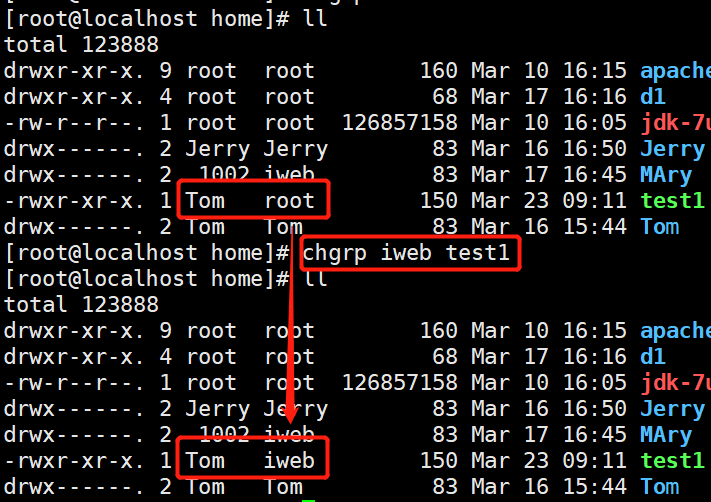 [root@localhost home]# ll
total 123888
drwxr-xr-x. 9 root root 160 Mar 10 16:15 apache
drwxr-xr-x. 4 root root 68 Mar 17 16:16 d1
-rw-r--r--. 1 root root 126857158 Mar 10 16:05 jdk-7u
drwx------. 2 Jerry Jerry 83 Mar 16 16:50 Jerry
drwx------. 2 1002 iweb 83 Mar 17 16:45 MAry
-rwxr-xr-x. 1 Tom root 150 Mar 23 09:11 test1
drwx------. 2 Tom Tom 83 Mar 16 15:44 Tom
[root@localhost home]# chgrp iweb test1
[root@localhost home]# ll
total 123888
drwxr-xr-x. 9 root root 160 Mar 10 16:15 apache
drwxr-xr-x. 4 root root 68 Mar 17 16:16 d1
-rw-r--r--. 1 root root 126857158 Mar 10 16:05 jdk-7u
drwx------. 2 Jerry Jerry 83 Mar 16 16:50 Jerry
drwx------. 2 1002 iweb 83 Mar 17 16:45 MAry
-rwxr-xr-x. 1 Tom iweb 150 Mar 23 09:11 test1
drwx------. 2 Tom Tom 83 Mar 16 15:44 Tom